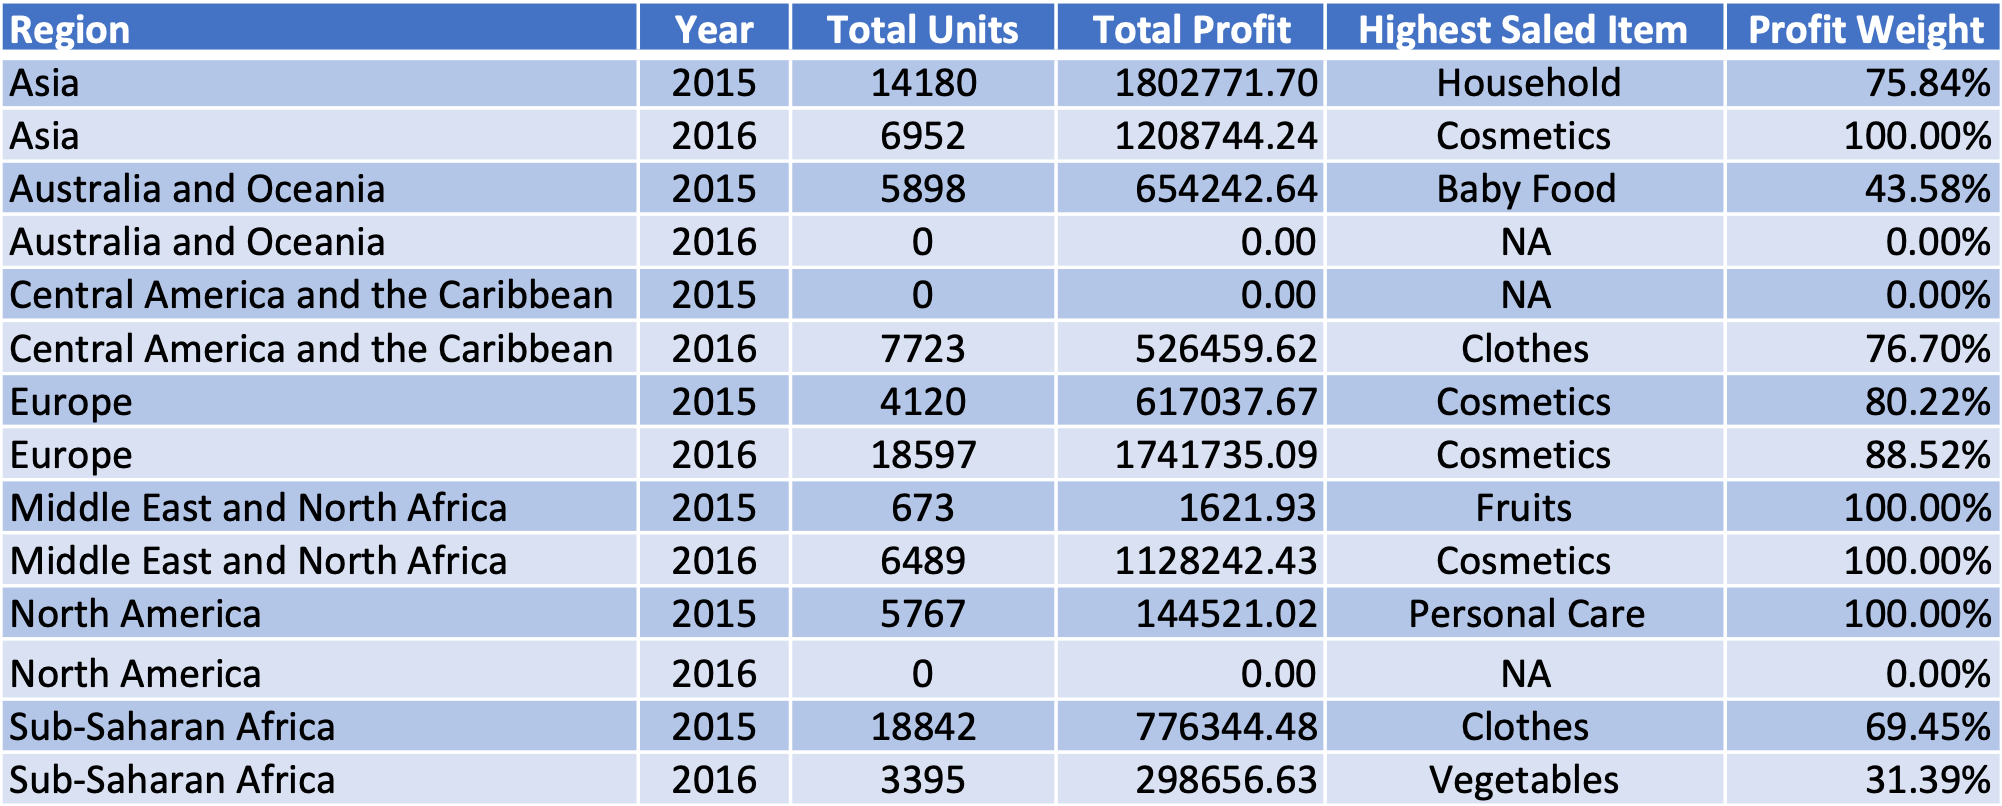 Region Year Total Units Total Profit Highest Saled Item Profit Weight
Asia 2015 14180 1802771.70 Household 75.84%
Asia 2016 6952 1208744.24 Cosmetics 100.00%
Australia and Oceania 2015 5898 654242.64 Baby Food 43.58%
Australia and Oceania 2016 0 0.00 NA 0.00%
Central America and the Caribbean 2015 0 0.00 NA 0.00%
Central America and the Caribbean 2016 7723 526459.62 Clothes 76.70%
Europe 2015 4120 617037.67 Cosmetics 80.22%
Europe 2016 18597 1741735.09 Cosmetics 88.52%
Middle East and North Africa 2015 673 1621.93 Fruits 100.00%
Middle East and North Africa 2016 6489 1128242.43 Cosmetics 100.00%
North America 2015 5767 144521.02 Personal Care 100.00%
North America 2016 0 0.00 NA 0.00%
Sub-Saharan Africa 2015 18842 776344.48 Clothes 69.45%
Sub-Saharan Africa 2016 3395 298656.63 Vegetables 31.39%